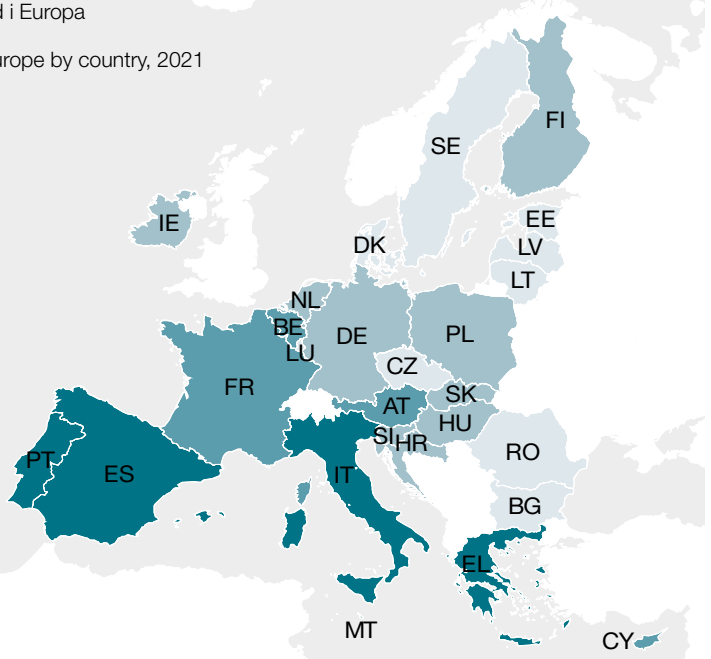 i Europa
by country, 2021
FI
SE
IE
EE
DK
LV
LT
NL
BE
DE
PL
LU
CZ
FR
SK
AT
HU
SI
HR
RO
PT
ES
IT
BG
EL
MT
CY